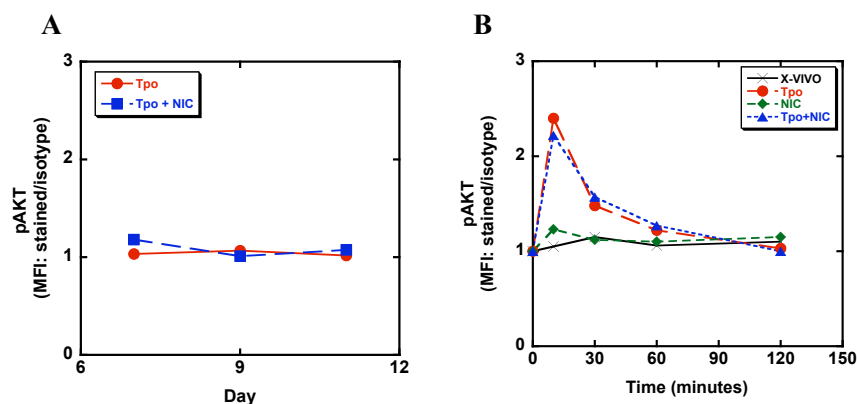 A
3
2
1
0
6
9
12
Day
pAKT
(MFI: stained/isotype)
Tpo
Tpo + NIC
B
3
2
1
0
0
30
60
90
120
150
Time (minutes)
pAKT
(MFI: stained/isotype)
X-VIVO
Tpo
NIC
Tpo+NIC